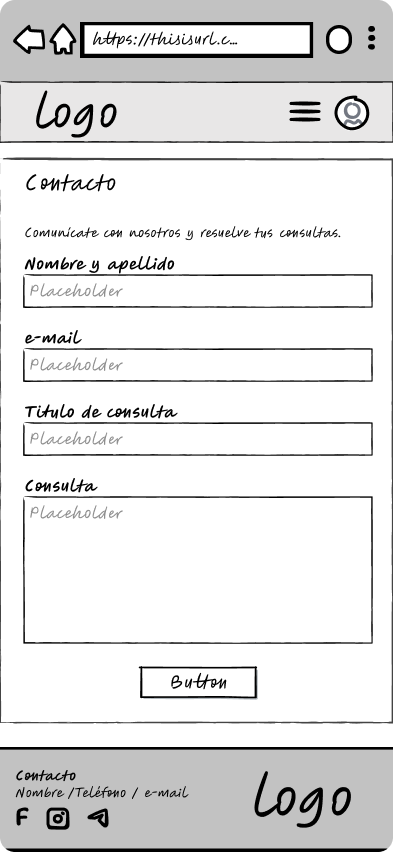 https://thisisurl.c...
logo
Contacto
Comunícate con nosotros y resuelve tus consultas.
Nombre y apellido
Placeholder
e-mail
Placeholder
Titulo de consulta
Placeholder
Consulta
Placeholder
Button
Contacto
Nombre /Teléfono / e-mail
F
logo